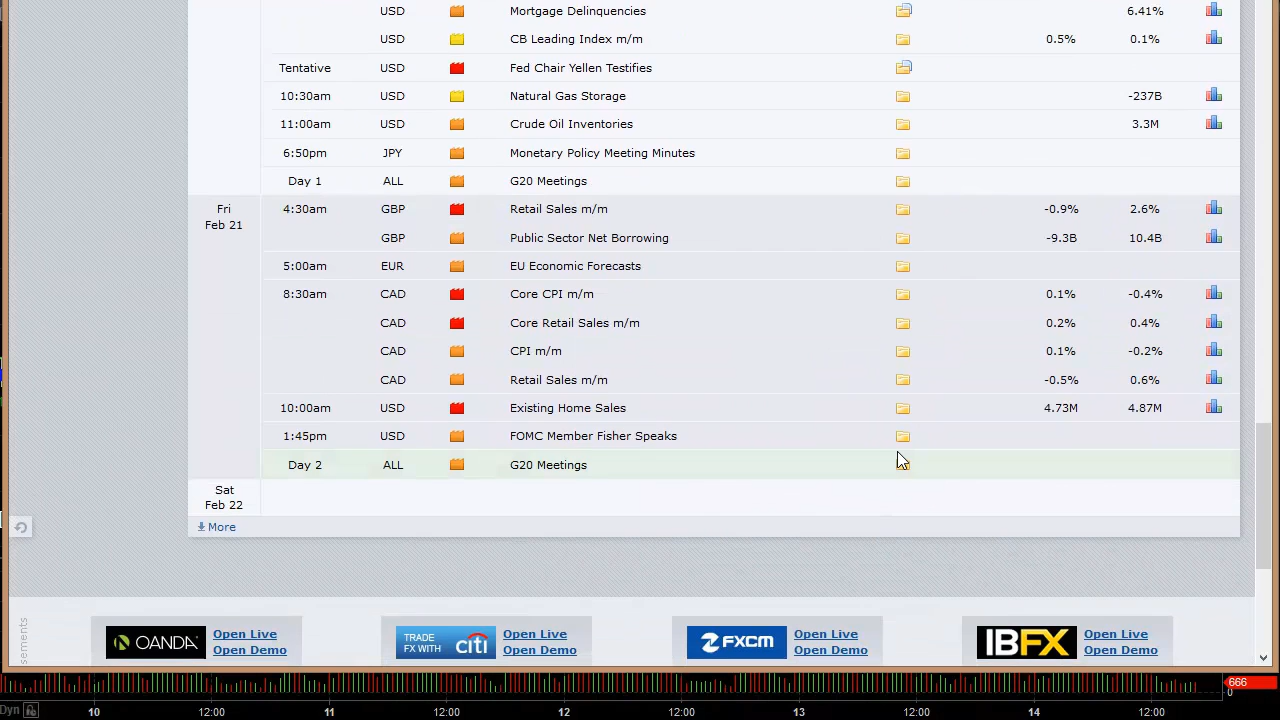 USD Mortgage Delinquencies 6.41%
USD CB Leading Index m/m 0.5% 0.1%
Tentative USD Fed Chair Yellen Testifies
10:30am USD Natural Gas Storage -237B
11:00am USD Crude Oil Inventories 3.3M
6:50pm JPY Monetary Policy Meeting Minutes
Day 1 ALL G20 Meetings
Fri 4:30am GBP Retail Sales m/m -0.9% 2.6%
Feb 21
GBP Public Sector Net Borrowing -9.3B 10.4B
5:00am EUR EU Economic Forecasts
8:30am CAD Core CPI m/m 0.1% -0.4%
CAD Core Retail Sales m/m 0.2% 0.4%
CAD CPI m/m 0.1% -0.2%
CAD Retail Sales m/m -0.5% 0.6%
10:00am USD Existing Home Sales 4.73M 4.87M
1:45pm USD FOMC Member Fisher Speaks
Day 2 ALL G20 Meetings
Sat
Feb 22
More
sements
OANDA Open Live
Open Demo
TRADE FX WITH citi Open Live
Open Demo
FXCM Open Live
Open Demo
IBFX Open Live
Open Demo
666
0
Dyn 10 12:00 11 12:00 12 12:00 13 12:00 14 12:00